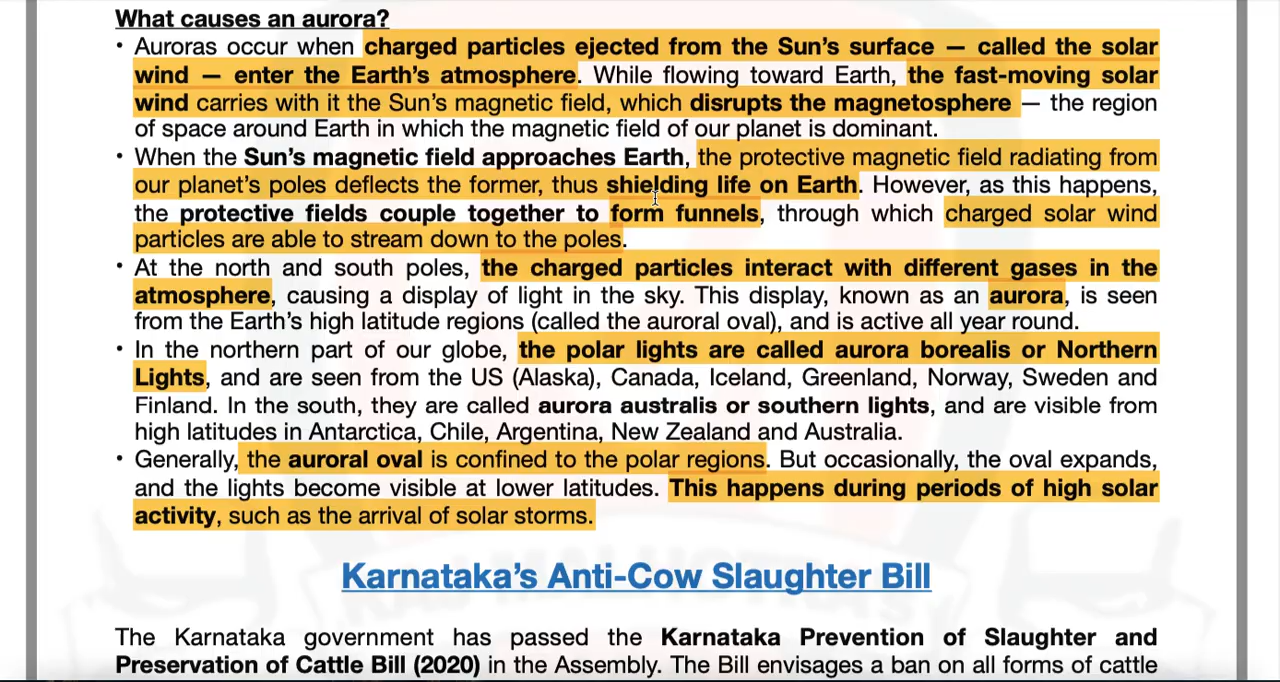 What causes an aurora?
• Auroras occur when charged particles ejected from the Sun's surface — called the solar
wind — enter the Earth's atmosphere. While flowing toward Earth, the fast-moving solar
wind carries with it the Sun's magnetic field, which disrupts the magnetosphere — the region
of space around Earth in which the magnetic field of our planet is dominant.
• When the Sun's magnetic field approaches Earth, the protective magnetic field radiating from
our planet's poles deflects the former, thus shielding life on Earth. However, as this happens,
the protective fields couple together to form funnels, through which charged solar wind
particles are able to stream down to the poles.
• At the north and south poles, the charged particles interact with different gases in the
atmosphere, causing a display of light in the sky. This display, known as an aurora, is seen
from the Earth's high latitude regions (called the auroral oval), and is active all year round.
• In the northern part of our globe, the polar lights are called aurora borealis or Northern
Lights, and are seen from the US (Alaska), Canada, Iceland, Greenland, Norway, Sweden and
Finland. In the south, they are called aurora australis or southern lights, and are visible from
high latitudes in Antarctica, Chile, Argentina, New Zealand and Australia.
• Generally, the auroral oval is confined to the polar regions. But occasionally, the oval expands,
and the lights become visible at lower latitudes. This happens during periods of high solar
activity, such as the arrival of solar storms.
Karnataka's Anti-Cow Slaughter Bill
The Karnataka government has passed the Karnataka Prevention of Slaughter and
Preservation of Cattle Bill (2020) in the Assembly. The Bill envisages a ban on all forms of cattle